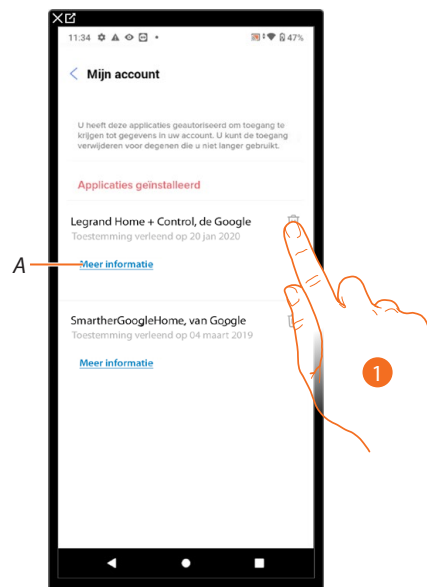 11:34 47%
Mijn account
U heeft deze applicaties geautoriseerd om toegang te
krijgen tot gegevens in uw account. U kunt de toegang
verwijderen voor degenen die u niet langer gebruikt.
Applicaties geïnstalleerd
Legrand Home + Control, de Google
Toestemming verleend op 20 jan 2020
A
Meer informatie
SmartherGoogleHome, van Google
Toestemming verleend op 04 maart 2019
Meer informatie
1